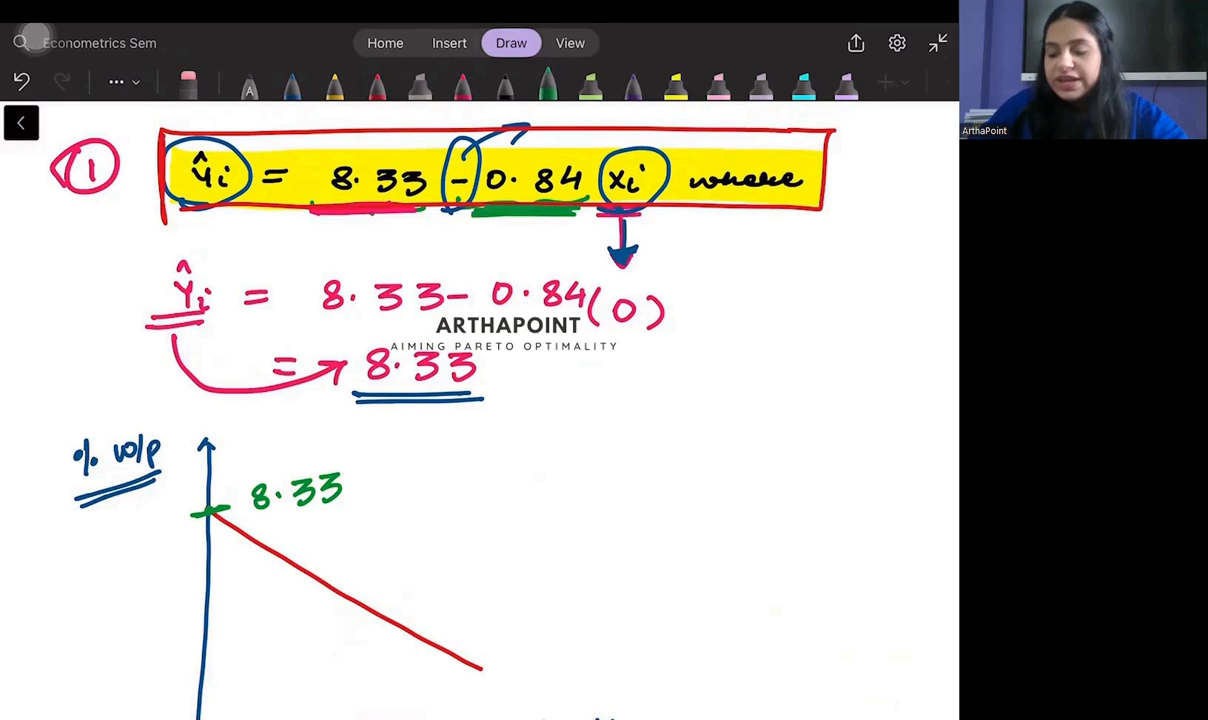 Econometrics Sem
Home Insert Draw View
A
ArthaPoint
1
Ŷi = 8.33 - 0.84 Xi where
Ŷi = 8.33 - 0.84(0)
ARTHAPOINT
AIMING PARETO OPTIMALITY
= 8.33
% w/p
8.33